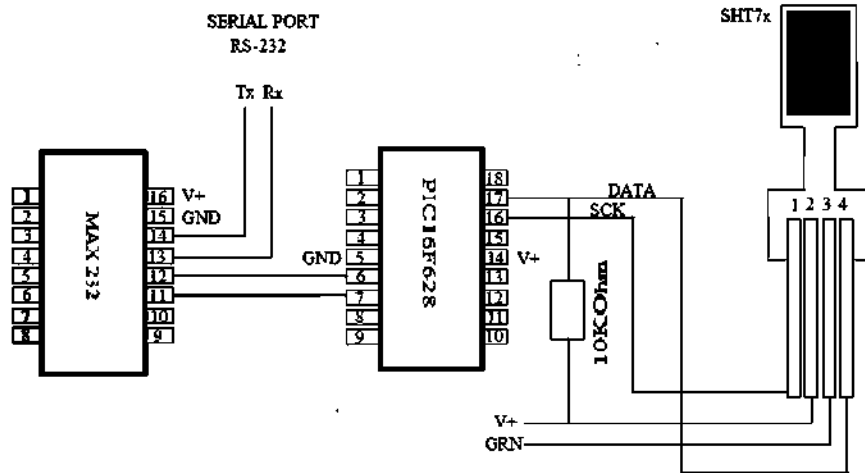 SERIAL PORT
RS-232
Tx Rx
SHT7x
MAX 232
1
2
3
4
5
6
7
8
16 V+
15 GND
14
13
12
11
10
9
PIC16F628
1
2
3
4
GND 5
6
7
8
9
18
17
16
15
14 V+
13
12
11
10
DATA
SCK
10KOhm
1 2 3 4
V+
GRN